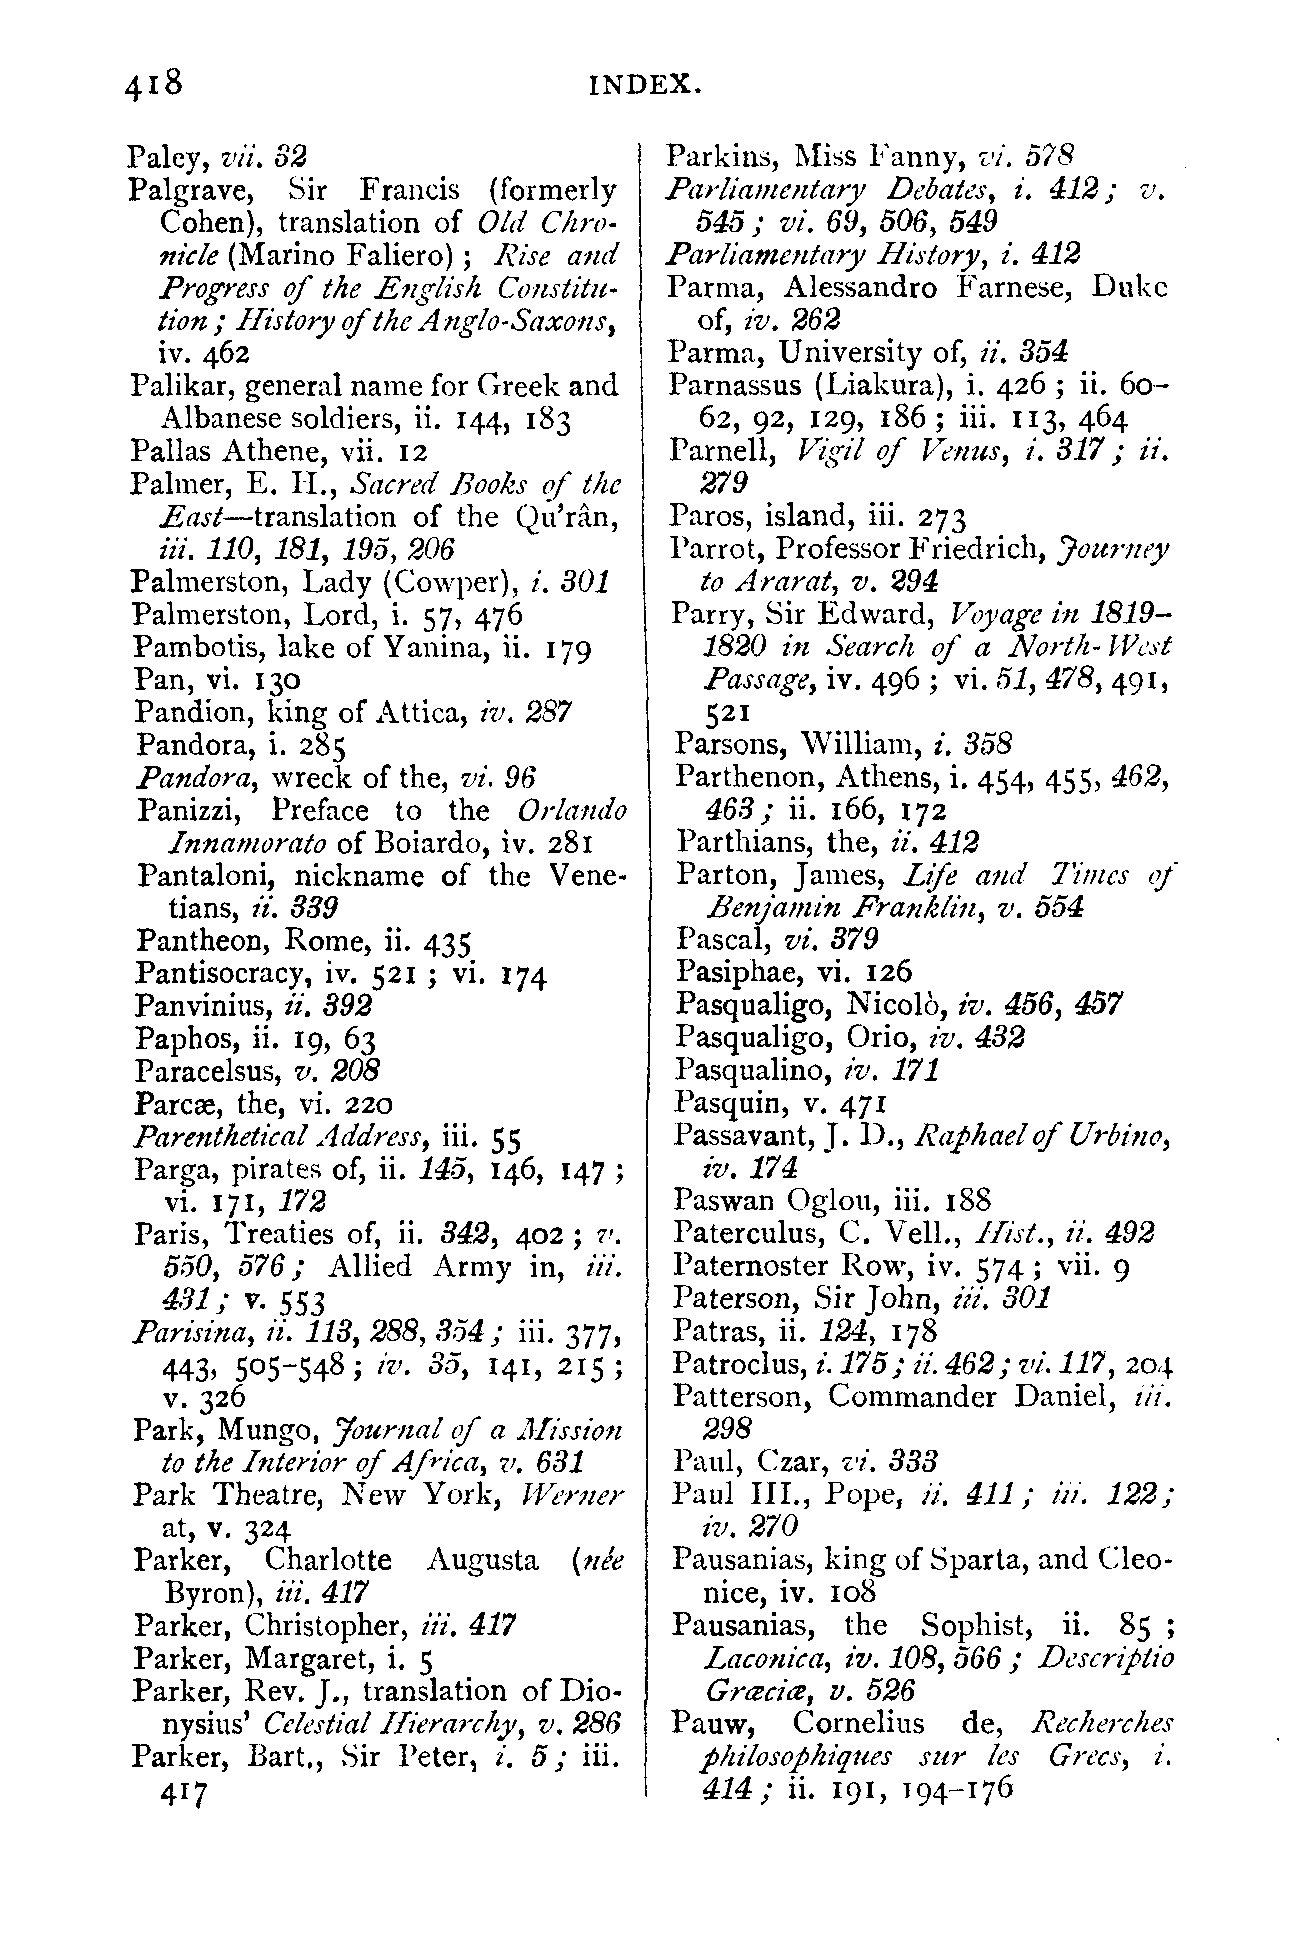 418
INDEX.
Paley, vii. 32
Palgrave, Sir Francis (formerly
Cohen), translation of Old Chro-
nicle (Marino Faliero) ; Rise and
Progress of the English Constitu-
tion ; History of the Anglo-Saxons,
iv. 462
Palikar, general name for Greek and
Albanese soldiers, ii. 144, 183
Pallas Athene, vii. 12
Palmer, E. H., Sacred Books of the
East—translation of the Qu'rân,
iii. 110, 181, 195, 206
Palmerston, Lady (Cowper), i. 301
Palmerston, Lord, i. 57, 476
Pambotis, lake of Yanina, ii. 179
Pan, vi. 130
Pandion, king of Attica, iv. 287
Pandora, i. 285
Pandora, wreck of the, vi. 96
Panizzi, Preface to the Orlando
Innamorato of Boiardo, iv. 281
Pantaloni, nickname of the Vene-
tians, ii. 339
Pantheon, Rome, ii. 435
Pantisocracy, iv. 521 ; vi. 174
Panvinius, ii. 392
Paphos, ii. 19, 63
Paracelsus, v. 208
Parcæ, the, vi. 220
Parenthetical Address, iii. 55
Parga, pirates of, ii. 145, 146, 147 ;
vi. 171, 172
Paris, Treaties of, ii. 342, 402 ; v.
550, 576 ; Allied Army in, iii.
431 ; v. 553
Parisina, ii. 113, 288, 354 ; iii. 377,
443, 505-548 ; iv. 35, 141, 215 ;
v. 326
Park, Mungo, Journal of a Mission
to the Interior of Africa, v. 631
Park Theatre, New York, Werner
at, v. 324
Parker, Charlotte Augusta (née
Byron), iii. 417
Parker, Christopher, iii. 417
Parker, Margaret, i. 5
Parker, Rev. J., translation of Dio-
nysius' Celestial Hierarchy, v. 286
Parker, Bart., Sir Peter, i. 5 ; iii.
417
Parkins, Miss Fanny, vi. 578
Parliamentary Debates, i. 412 ; v.
545 ; vi. 69, 506, 549
Parliamentary History, i. 412
Parma, Alessandro Farnese, Duke
of, iv. 262
Parma, University of, ii. 354
Parnassus (Liakura), i. 426 ; ii. 60-
62, 92, 129, 186 ; iii. 113, 464
Parnell, Vigil of Venus, i. 317 ; ii.
279
Paros, island, iii. 273
Parrot, Professor Friedrich, Journey
to Ararat, v. 294
Parry, Sir Edward, Voyage in 1819-
1820 in Search of a North-West
Passage, iv. 496 ; vi. 51, 478, 491,
521
Parsons, William, i. 358
Parthenon, Athens, i. 454, 455, 462,
463 ; ii. 166, 172
Parthians, the, ii. 412
Parton, James, Life and Times of
Benjamin Franklin, v. 554
Pascal, vi. 379
Pasiphae, vi. 126
Pasqualigo, Nicolò, iv. 456, 457
Pasqualigo, Orio, iv. 432
Pasqualino, iv. 171
Pasquin, v. 471
Passavant, J. D., Raphael of Urbino,
iv. 174
Paswan Oglou, iii. 188
Paterculus, C. Vell., Hist., ii. 492
Paternoster Row, iv. 574 ; vii. 9
Paterson, Sir John, iii. 301
Patras, ii. 124, 178
Patroclus, i. 175 ; ii. 462 ; vi. 117, 204
Patterson, Commander Daniel, iii.
298
Paul, Czar, vi. 333
Paul III., Pope, ii. 411 ; iii. 122 ;
iv. 270
Pausanias, king of Sparta, and Cleo-
nice, iv. 108
Pausanias, the Sophist, ii. 85 ;
Laconica, iv. 108, 566 ; Descriptio
Græciæ, v. 526
Pauw, Cornelius de, Recherches
philosophiques sur les Grecs, i.
414 ; ii. 191, 194-176